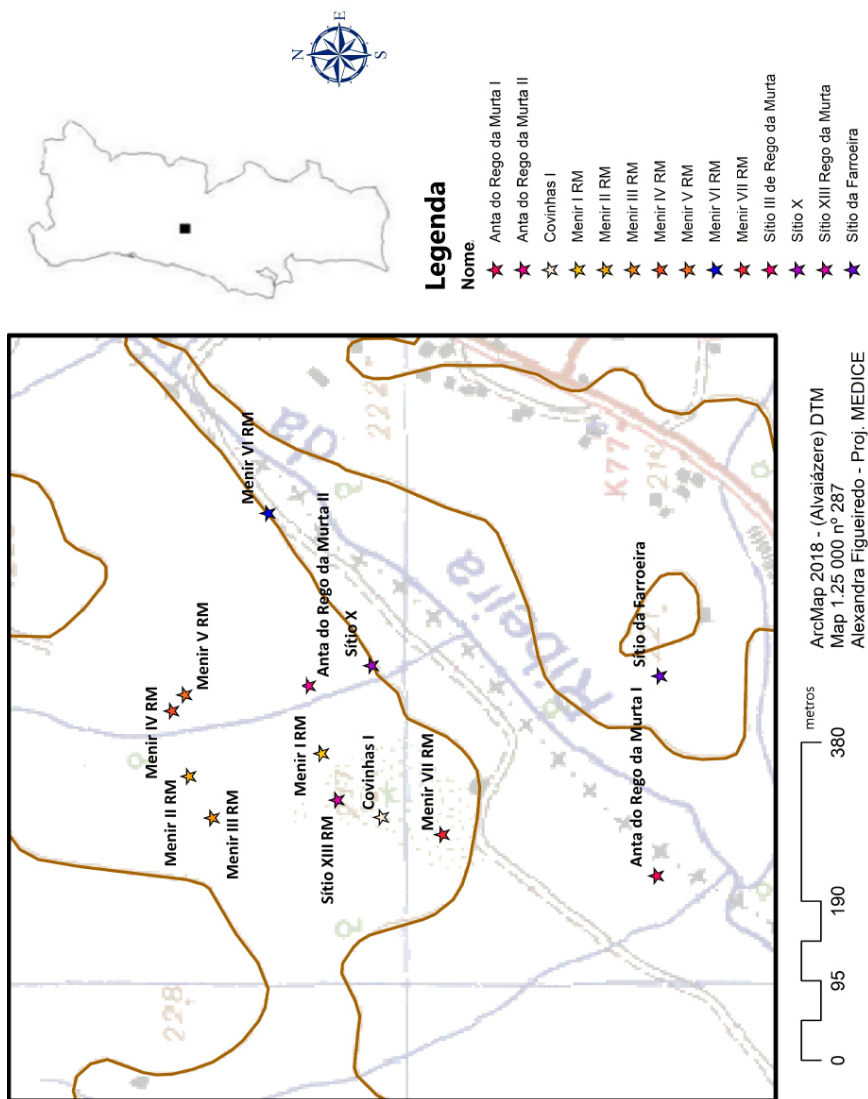 N
E
S
Legenda
Nome
Anta do Rego da Murta I
Anta do Rego da Murta II
Covinhas I
Menir I RM
Menir II RM
Menir III RM
Menir IV RM
Menir V RM
Menir VI RM
Menir VII RM
Sítio III de Rego da Murta
Sítio X
Sítio XIII Rego da Murta
Sítio da Farroeira
Menir VI RM
Menir V RM
Menir IV RM
Menir II RM
Menir III RM
Anta do Rego da Murta II
Sítio X
Menir I RM
Sítio XIII RM
Covinhas I
Menir VII RM
Sítio da Farroeira
Anta do Rego da Murta I
Ribeira
da
222
228
K77
metros
0
95
190
380
ArcMap 2018 - (Alvaiázere) DTM
Map 1.25 000 nº 287
Alexandra Figueiredo - Proj. MEDICE